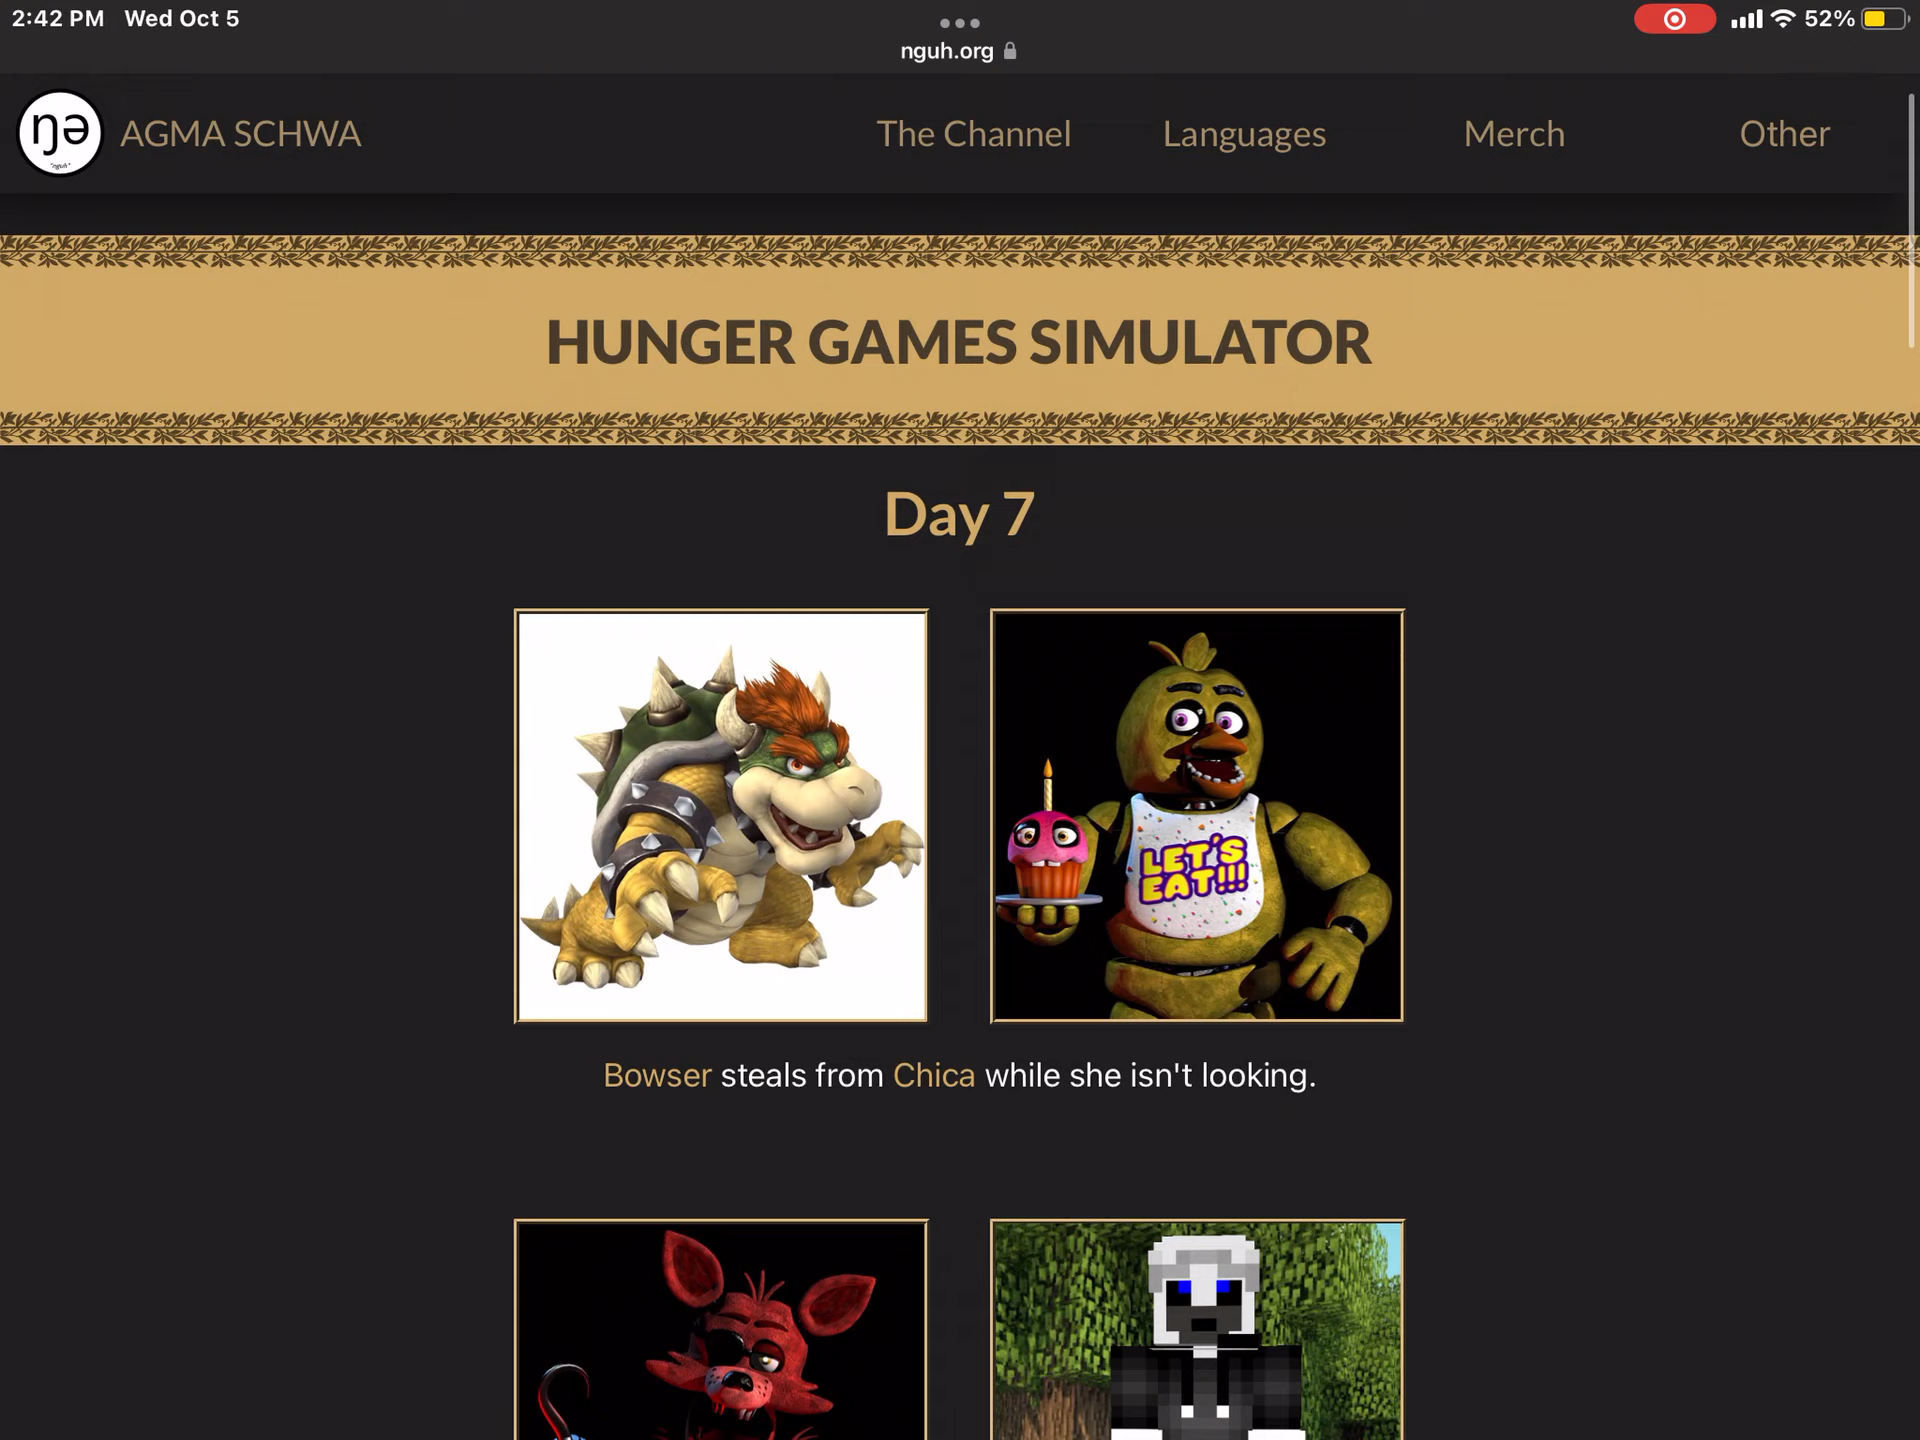 2:42 PM Wed Oct 5
52%
nguh.org
ŋə
"nguh"
AGMA SCHWA
The Channel
Languages
Merch
Other
HUNGER GAMES SIMULATOR
Day 7
LET'S
EAT!!!
Bowser steals from Chica while she isn't looking.